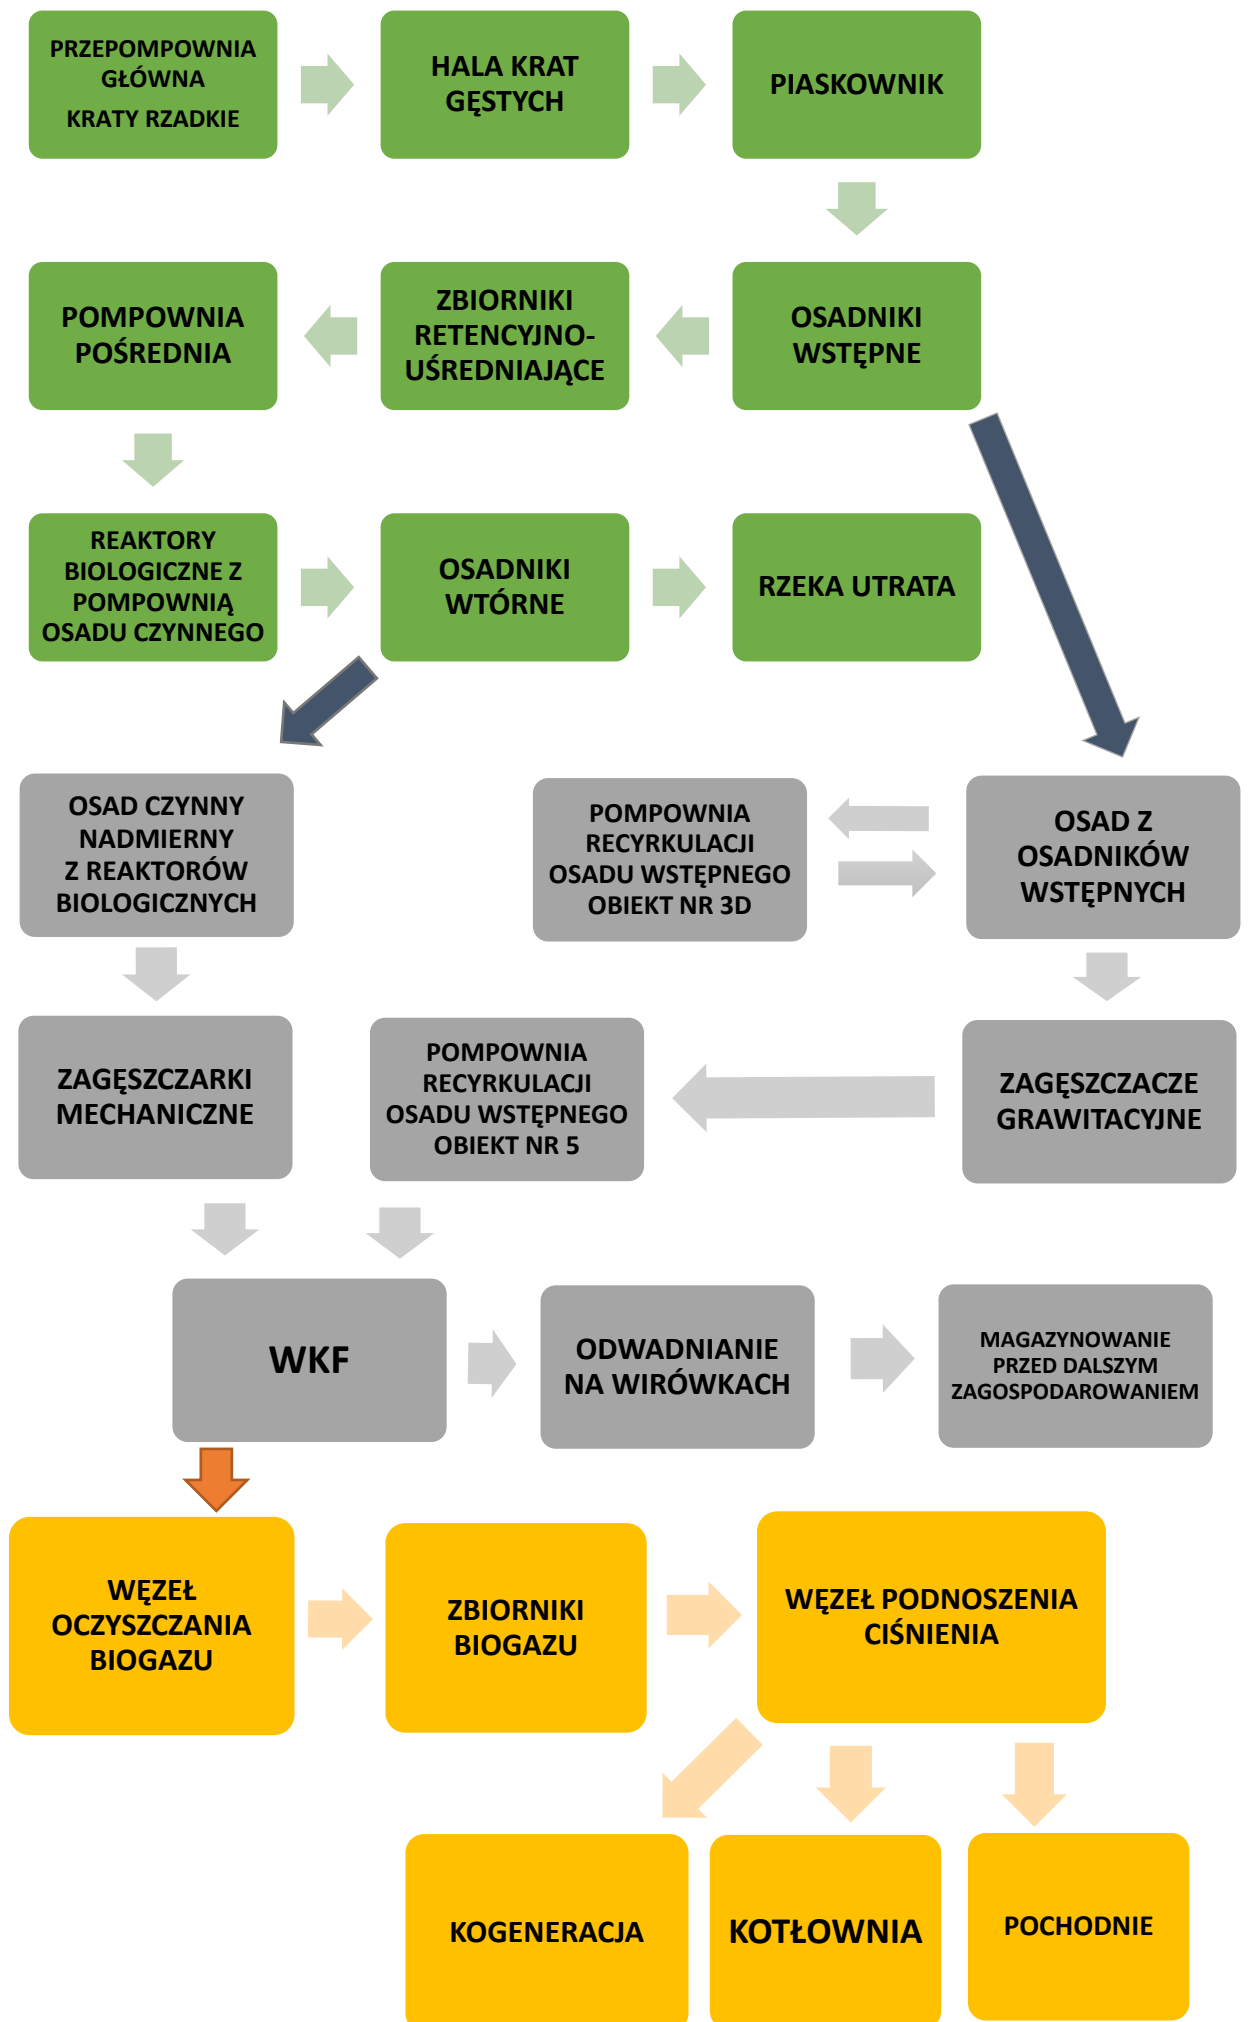 PRZEPOMPOWNIA
GŁÓWNA
KRATY RZADKIE
HALA KRAT
GĘSTYCH
PIASKOWNIK
POMPOWNIA
POŚREDNIA
ZBIORNIKI
RETENCYJNO-
UŚREDNIAJĄCE
OSADNIKI
WSTĘPNE
REAKTORY
BIOLOGICZNE Z
POMPOWNIĄ
OSADU CZYNNEGO
OSADNIKI
WTÓRNE
RZEKA UTRATA
OSAD CZYNNY
NADMIERNY
Z REAKTORÓW
BIOLOGICZNYCH
POMPOWNIA
RECYRKULACJI
OSADU WSTĘPNEGO
OBIEKT NR 3D
OSAD Z
OSADNIKÓW
WSTĘPNYCH
ZAGĘSZCZARKI
MECHANICZNE
POMPOWNIA
RECYRKULACJI
OSADU WSTĘPNEGO
OBIEKT NR 5
ZAGĘSZCZACZE
GRAWITACYJNE
WKF
ODWADNIANIE
NA WIRÓWKACH
MAGAZYNOWANIE
PRZED DALSZYM
ZAGOSPODAROWANIEM
WĘZEŁ
OCZYSZCZANIA
BIOGAZU
ZBIORNIKI
BIOGAZU
WĘZEŁ PODNOSZENIA
CIŚNIENIA
KOGENERACJA
KOTŁOWNIA
POCHODNIE